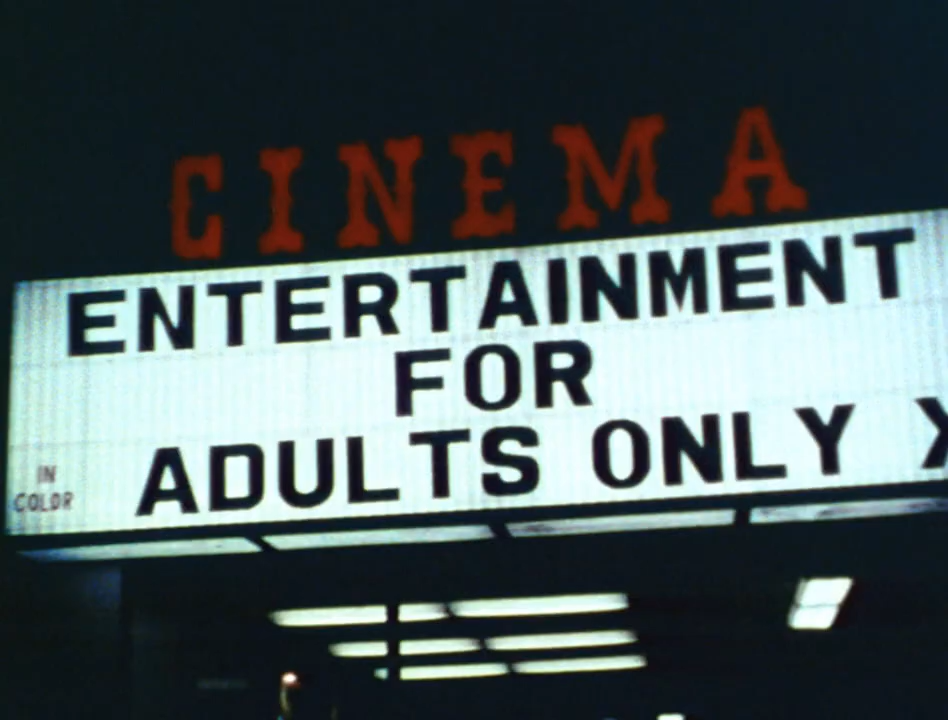 CINEMA
ENTERTAINMENT
FOR
ADULTS ONLY X
IN
COLOR